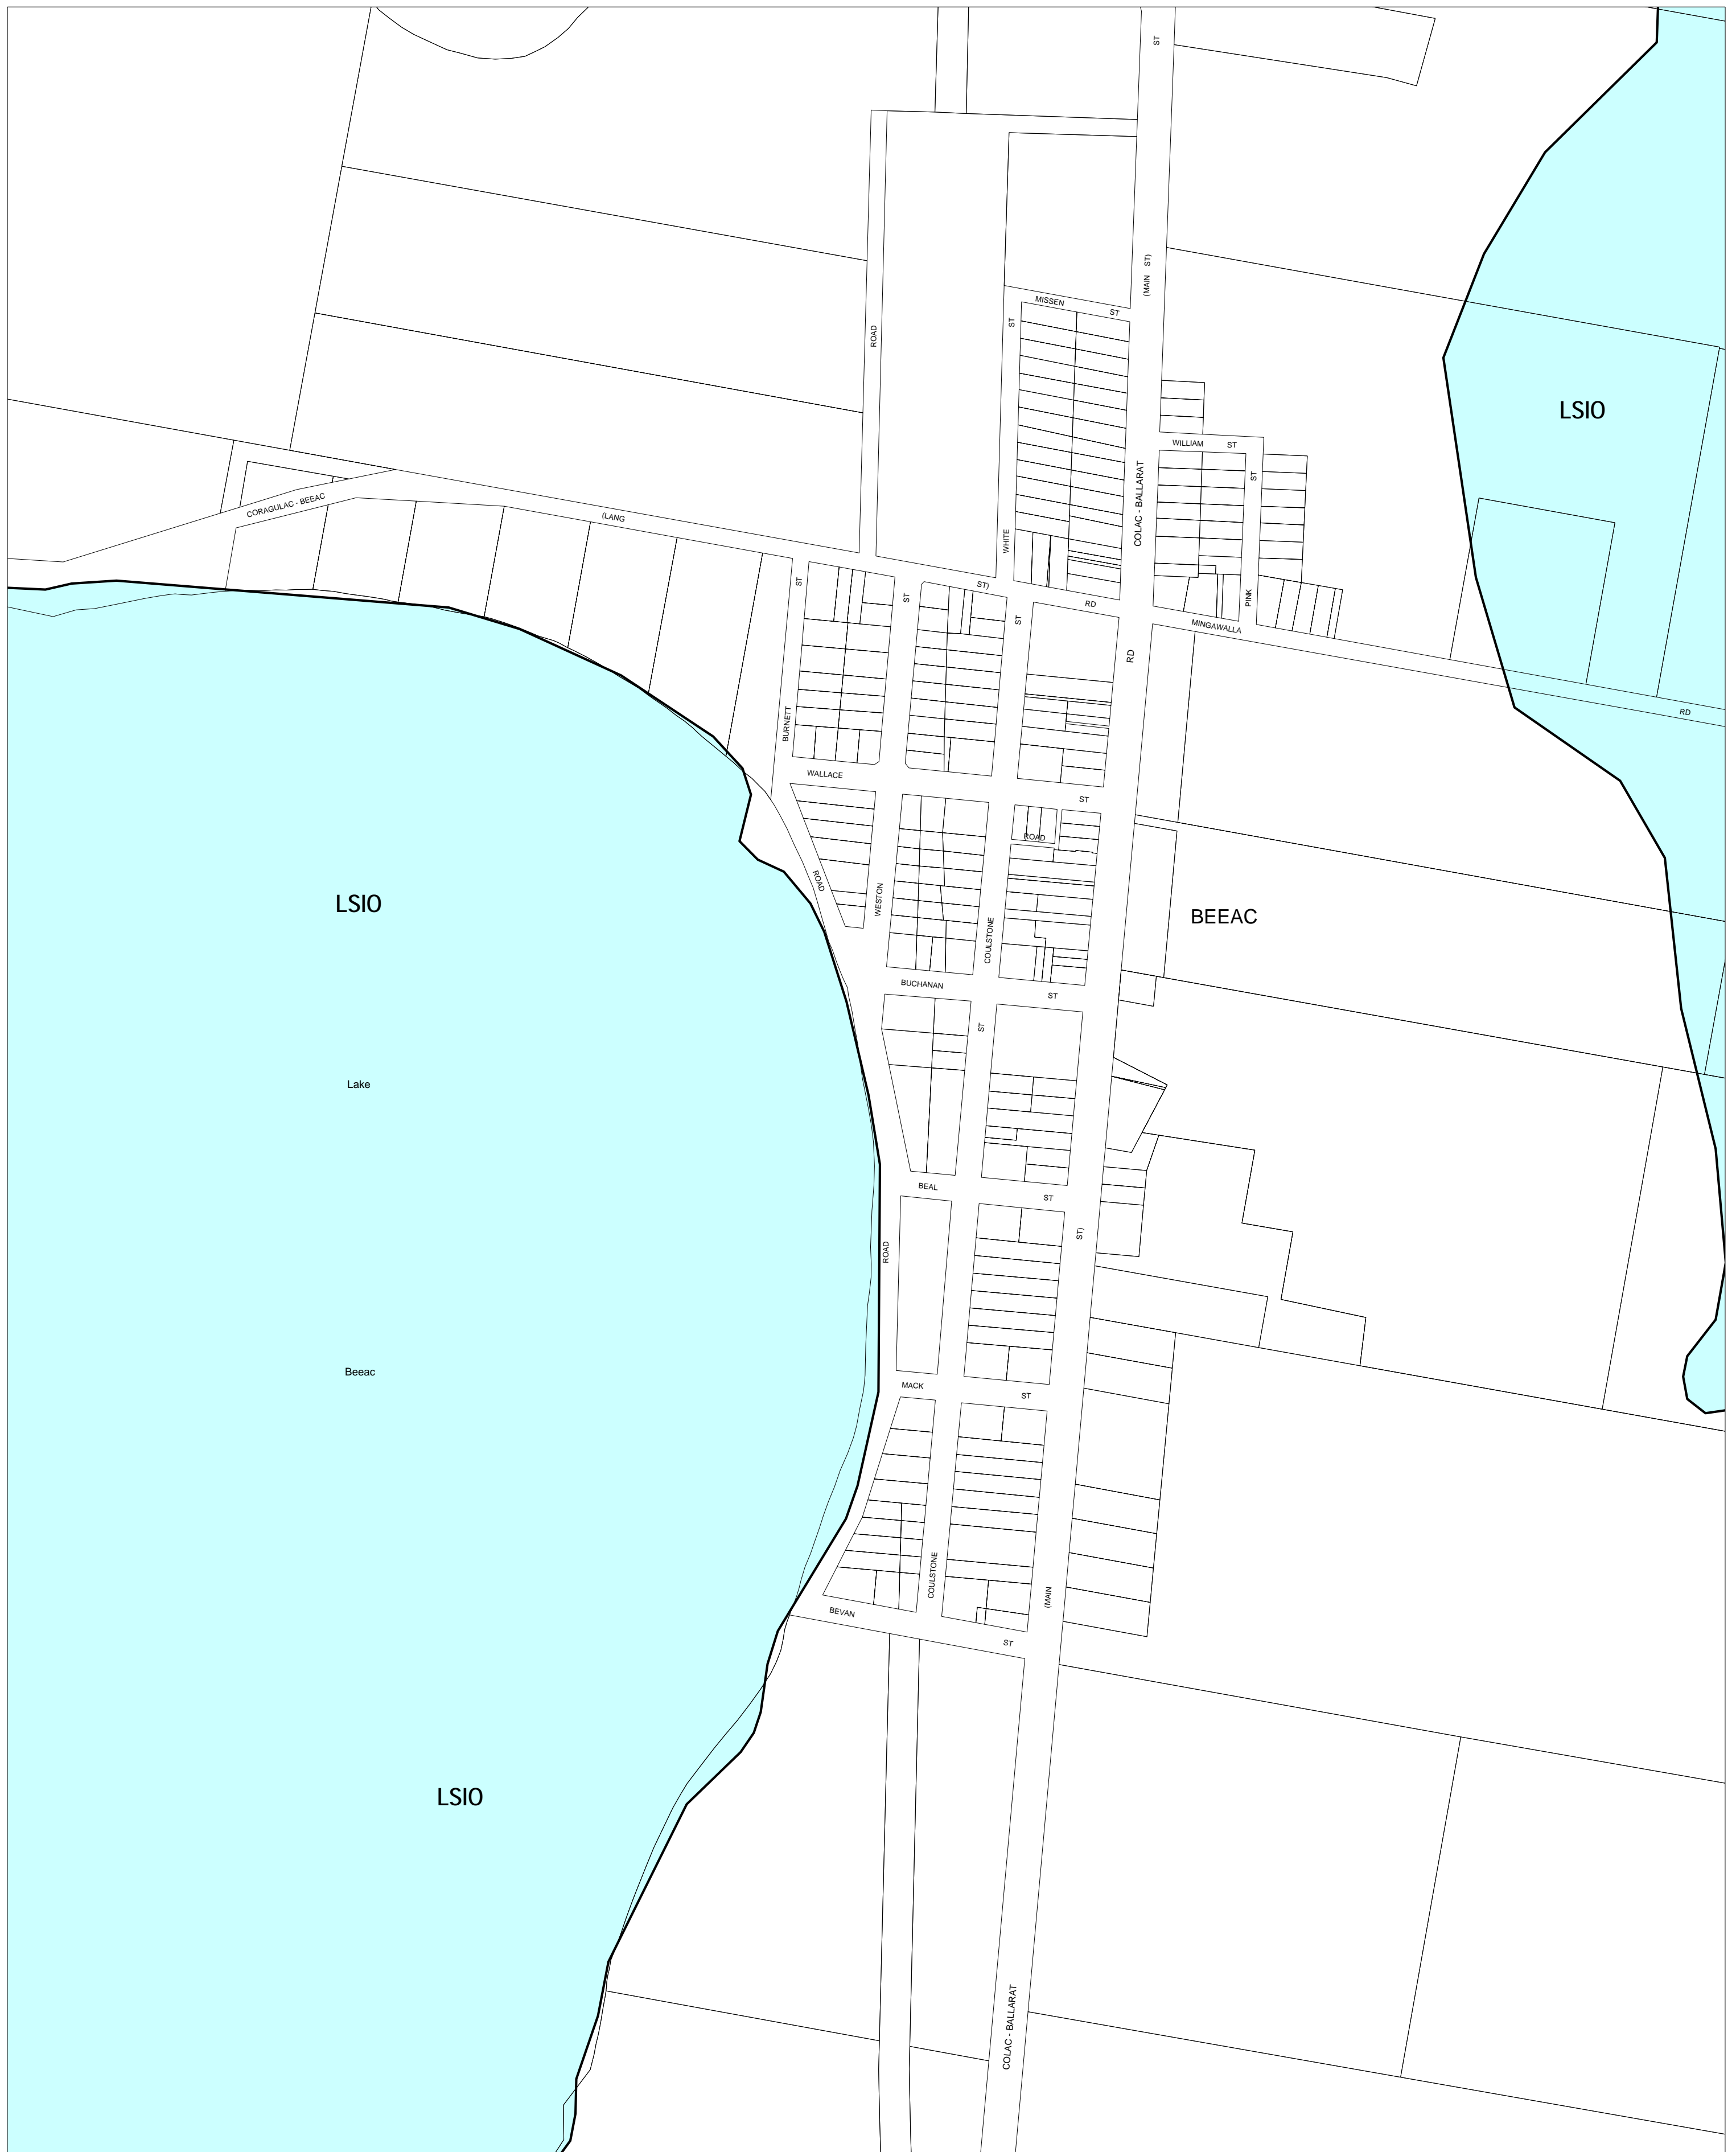 ST
(MAIN ST)
MISSEN
ST
ST
ROAD
LSIO
WILLIAM ST
ST
COLAC - BALLARAT
CORAGULAC - BEEAC
(LANG
WHITE
ST)
ST
ST
ST
RD
PINK
MINGAWALLA
RD
RD
BURNETT
WALLACE
ST
ROAD
ROAD
WESTON
LSIO
BEEAC
COULSTONE
BUCHANAN
ST
ST
Lake
BEAL
ST
ROAD
ST)
Beeac
MACK
ST
COULSTONE
(MAIN
BEVAN
ST
LSIO
COLAC - BALLARAT